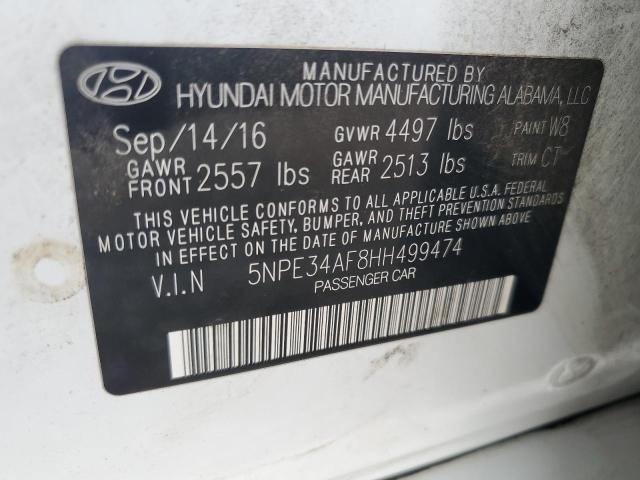 MANUFACTURED BY
HYUNDAI MOTOR MANUFACTURING ALABAMA, LLC
Sep/14/16 GVWR 4497 lbs PAINT W8
GAWR FRONT 2557 lbs GAWR REAR 2513 lbs TRIM CT
THIS VEHICLE CONFORMS TO ALL APPLICABLE U.S.A. FEDERAL
MOTOR VEHICLE SAFETY, BUMPER, AND THEFT PREVENTION STANDARDS
IN EFFECT ON THE DATE OF MANUFACTURE SHOWN ABOVE
V.I.N 5NPE34AF8HH499474
PASSENGER CAR